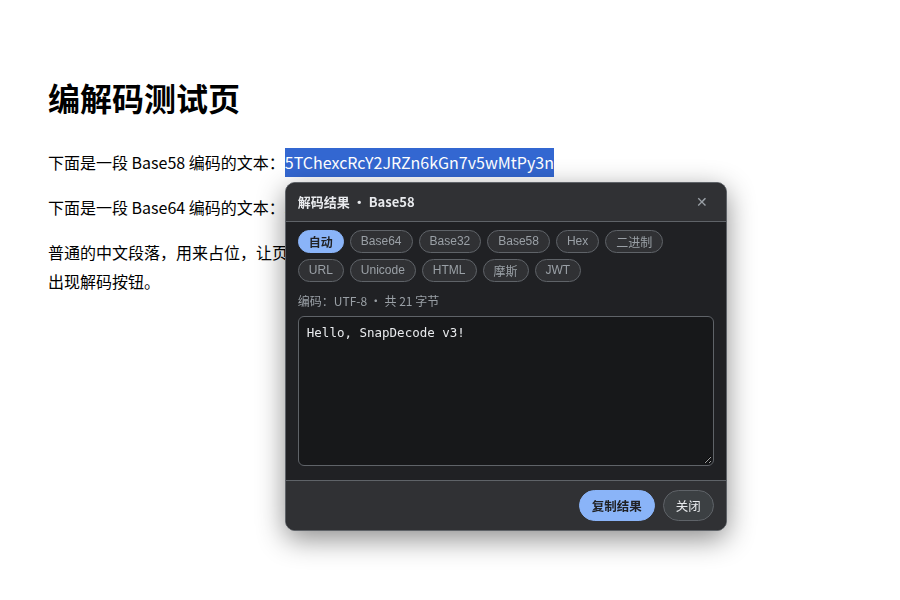 编解码测试页
下面是一段 Base58 编码的文本：5TChexcRcY2JRZn6kGn7v5wMtPy3n
下面是一段 Base64 编码的文本：
普通的中文段落，用来占位，让页
出现解码按钮。
解码结果 · Base58
✕
自动 Base64 Base32 Base58 Hex 二进制
URL Unicode HTML 摩斯 JWT
编码：UTF-8 · 共 21 字节
Hello, SnapDecode v3!
复制结果 关闭